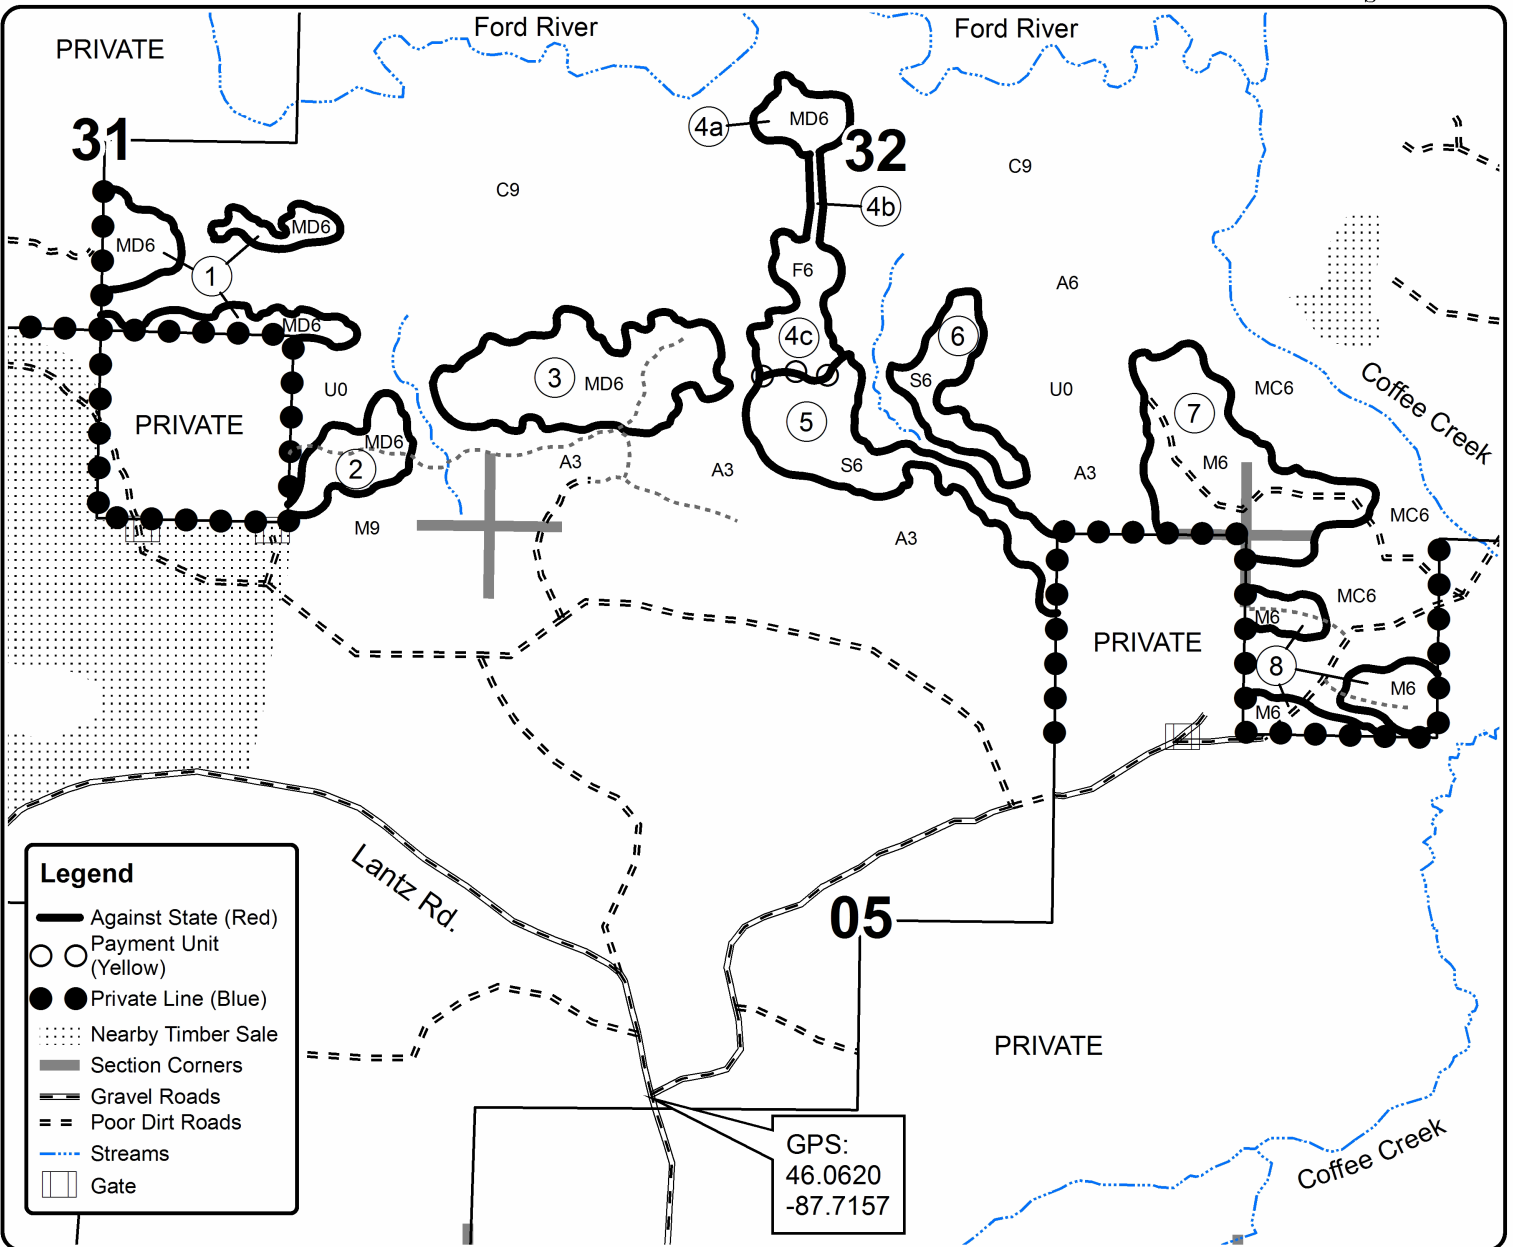 PRIVATE
Ford River
Ford River
31
4a
MD6
32
C9
C9
4b
MD6
MD6
1
F6
A6
MD6
4c
6
3
MD6
S6
U0
U0
MC6
Coffee Creek
PRIVATE
5
7
MD6
2
A3
A3
S6
A3
M6
M9
A3
MC6
MC6
M6
PRIVATE
8
M6
M6
Lantz Rd.
05
Legend
Against State (Red)
Payment Unit
(Yellow)
Private Line (Blue)
Nearby Timber Sale
Section Corners
Gravel Roads
Poor Dirt Roads
Streams
Gate
PRIVATE
GPS:
46.0620
-87.7157
Coffee Creek